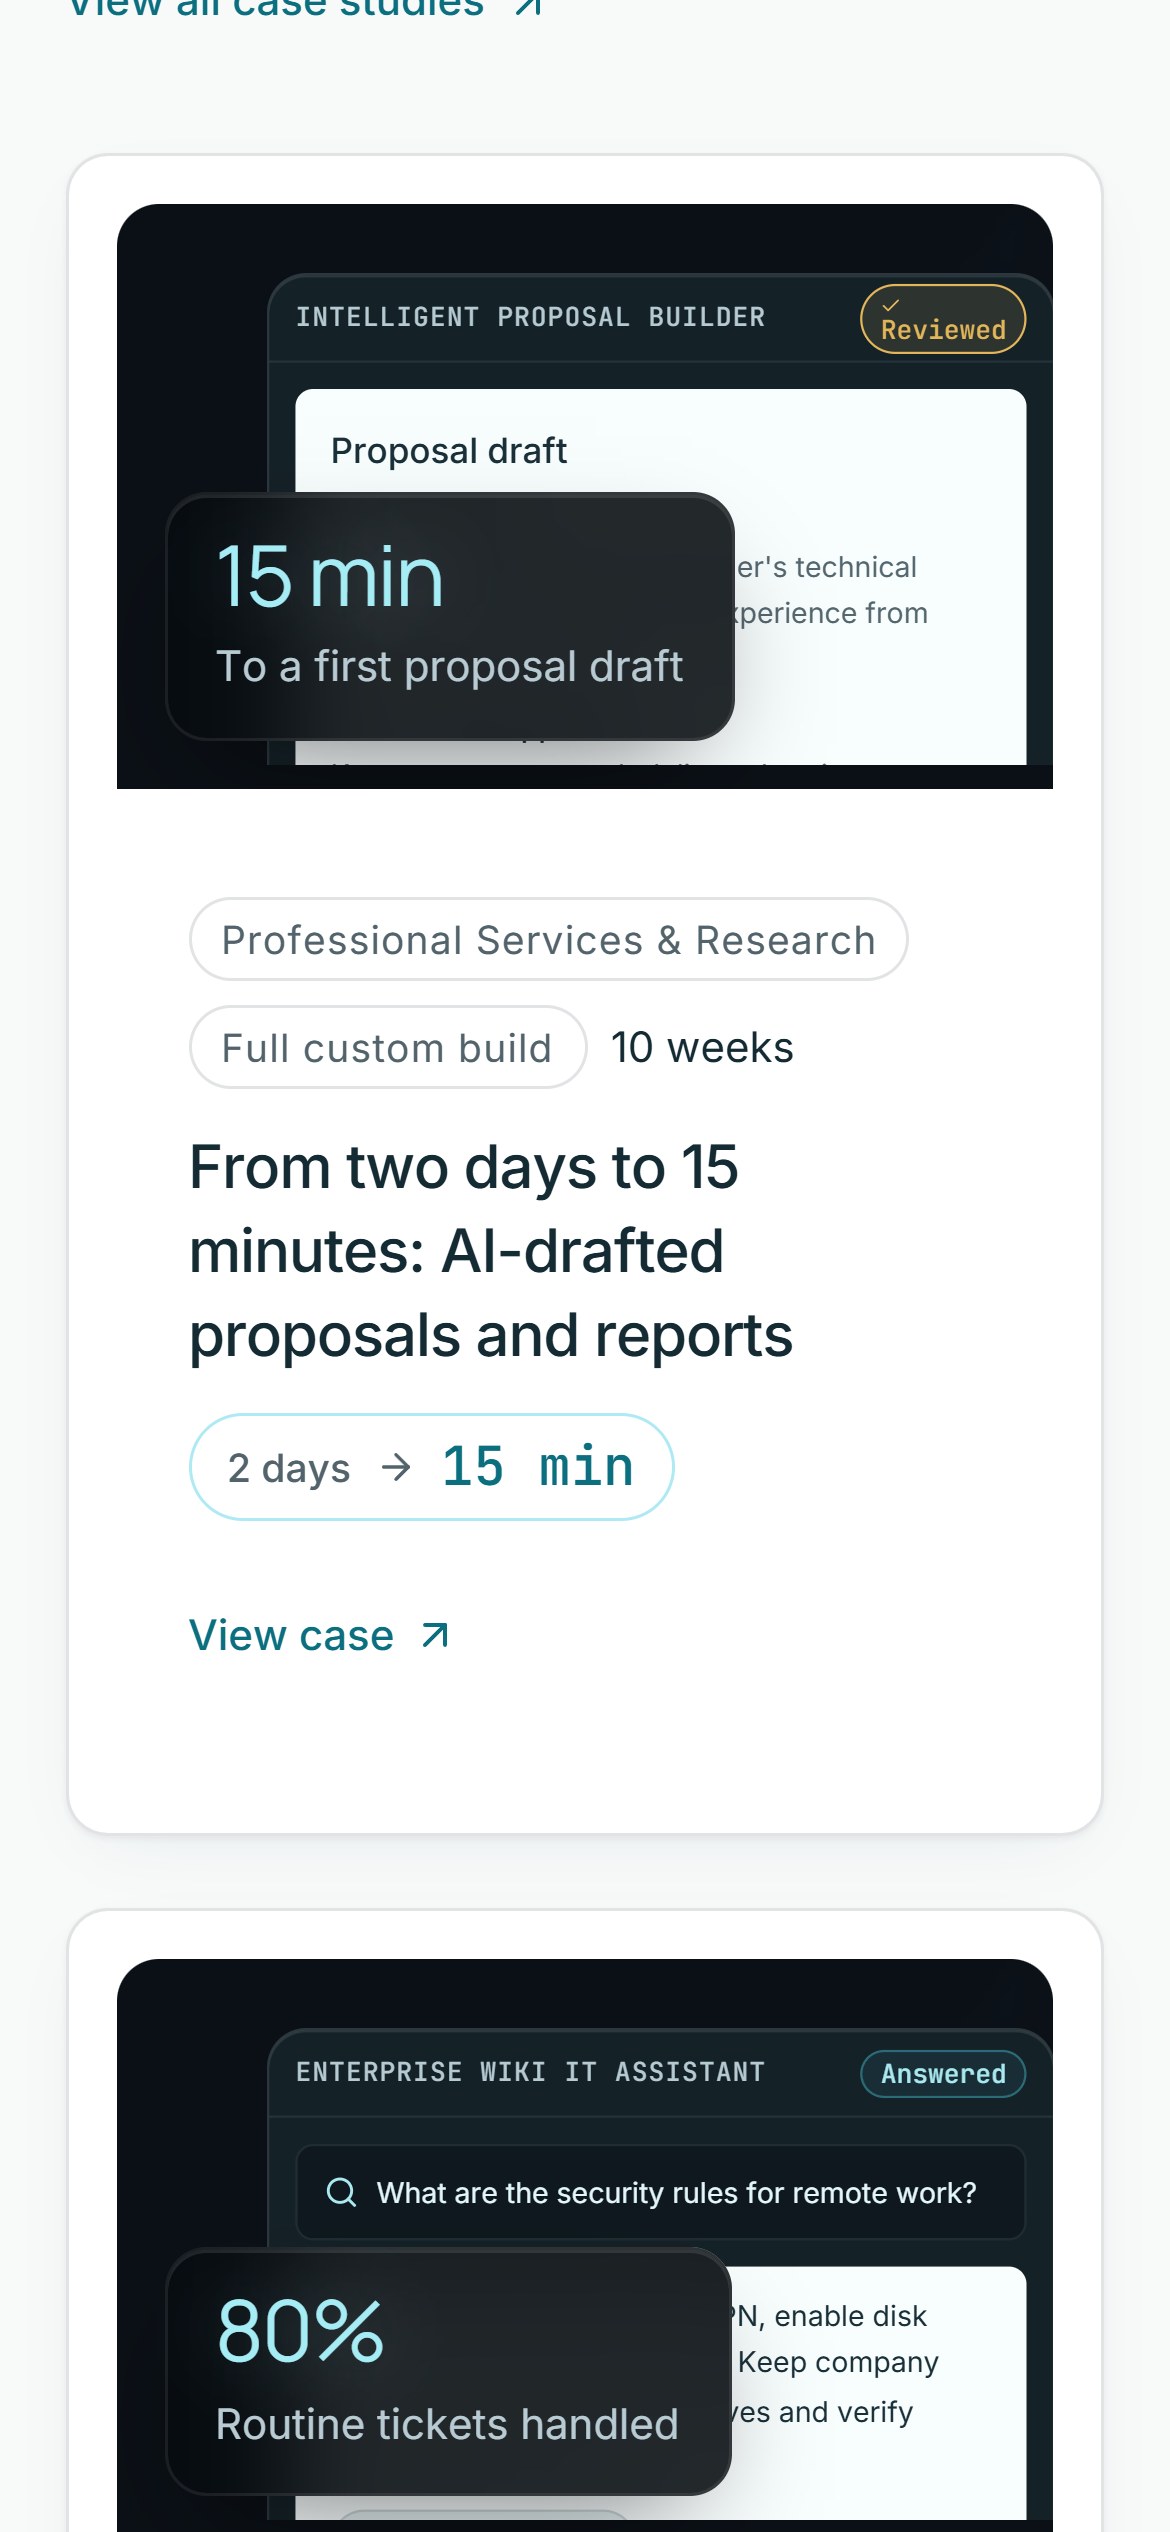 View all case studies
INTELLIGENT PROPOSAL BUILDER
✓ Reviewed
Proposal draft
15 min
To a first proposal draft
er's technical
xperience from
Professional Services & Research
Full custom build
10 weeks
From two days to 15
minutes: AI-drafted
proposals and reports
2 days → 15 min
View case
ENTERPRISE WIKI IT ASSISTANT
Answered
What are the security rules for remote work?
80%
Routine tickets handled
PN, enable disk
Keep company
ves and verify